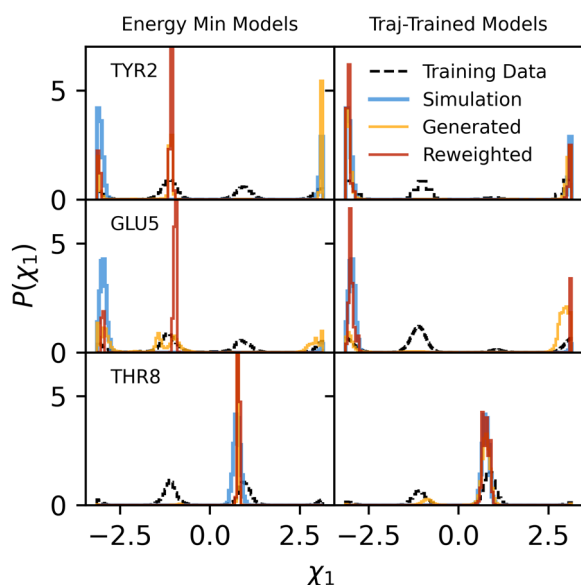 Energy Min Models Traj-Trained Models
TYR2
Training Data
Simulation
Generated
Reweighted
GLU5
THR8
5
0
5
0
5
0
P(χ₁)
−2.5 0.0 2.5 −2.5 0.0 2.5
χ₁